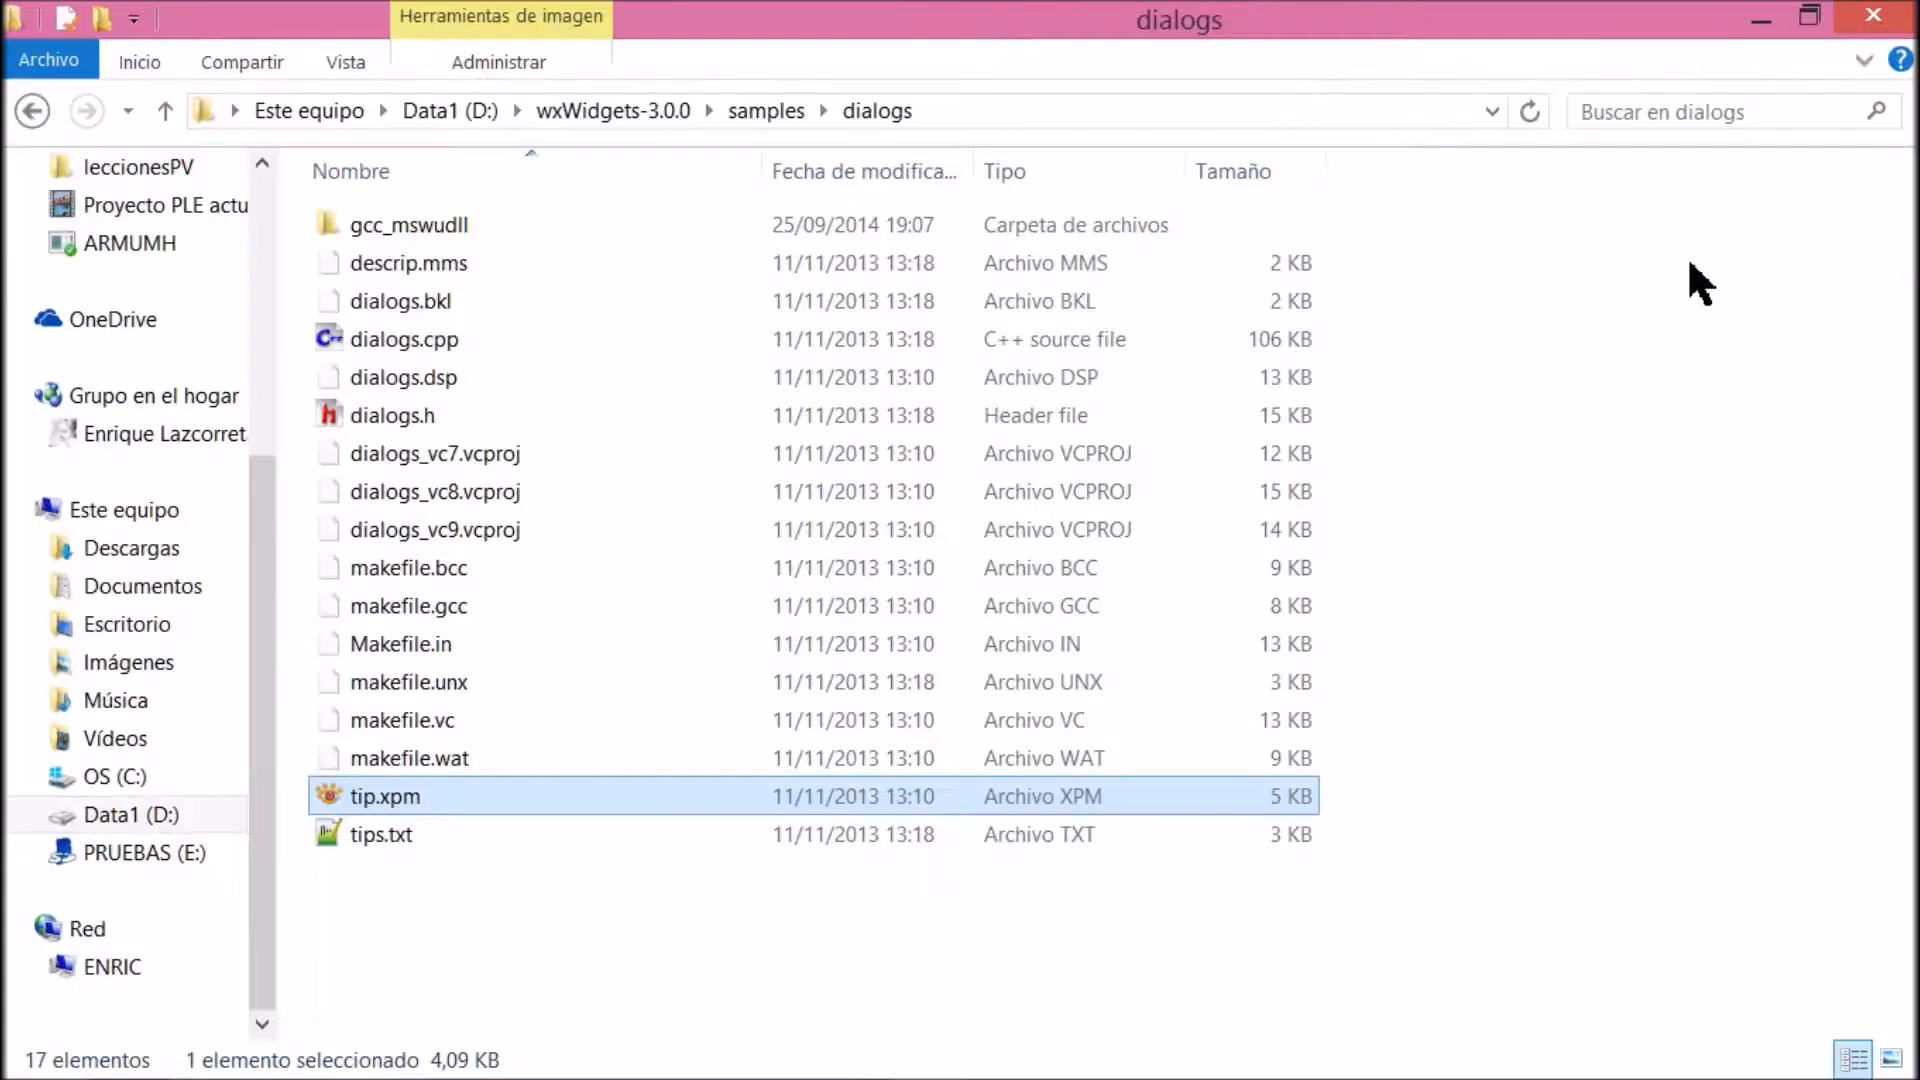 Herramientas de imagen
dialogs
Archivo Inicio Compartir Vista Administrar
Este equipo Data1 (D:) wxWidgets-3.0.0 samples dialogs
Buscar en dialogs
leccionesPV
Proyecto PLE actu
ARMUMH
OneDrive
Grupo en el hogar
Enrique Lazcorret
Este equipo
Descargas
Documentos
Escritorio
Imágenes
Música
Vídeos
OS (C:)
Data1 (D:)
PRUEBAS (E:)
Red
ENRIC
Nombre Fecha de modifica... Tipo Tamaño
gcc_mswudll 25/09/2014 19:07 Carpeta de archivos
descrip.mms 11/11/2013 13:18 Archivo MMS 2 KB
dialogs.bkl 11/11/2013 13:18 Archivo BKL 2 KB
dialogs.cpp 11/11/2013 13:18 C++ source file 106 KB
dialogs.dsp 11/11/2013 13:10 Archivo DSP 13 KB
dialogs.h 11/11/2013 13:18 Header file 15 KB
dialogs_vc7.vcproj 11/11/2013 13:10 Archivo VCPROJ 12 KB
dialogs_vc8.vcproj 11/11/2013 13:10 Archivo VCPROJ 15 KB
dialogs_vc9.vcproj 11/11/2013 13:10 Archivo VCPROJ 14 KB
makefile.bcc 11/11/2013 13:10 Archivo BCC 9 KB
makefile.gcc 11/11/2013 13:10 Archivo GCC 8 KB
Makefile.in 11/11/2013 13:10 Archivo IN 13 KB
makefile.unx 11/11/2013 13:18 Archivo UNX 3 KB
makefile.vc 11/11/2013 13:10 Archivo VC 13 KB
makefile.wat 11/11/2013 13:10 Archivo WAT 9 KB
tip.xpm 11/11/2013 13:10 Archivo XPM 5 KB
tips.txt 11/11/2013 13:18 Archivo TXT 3 KB
17 elementos 1 elemento seleccionado 4,09 KB